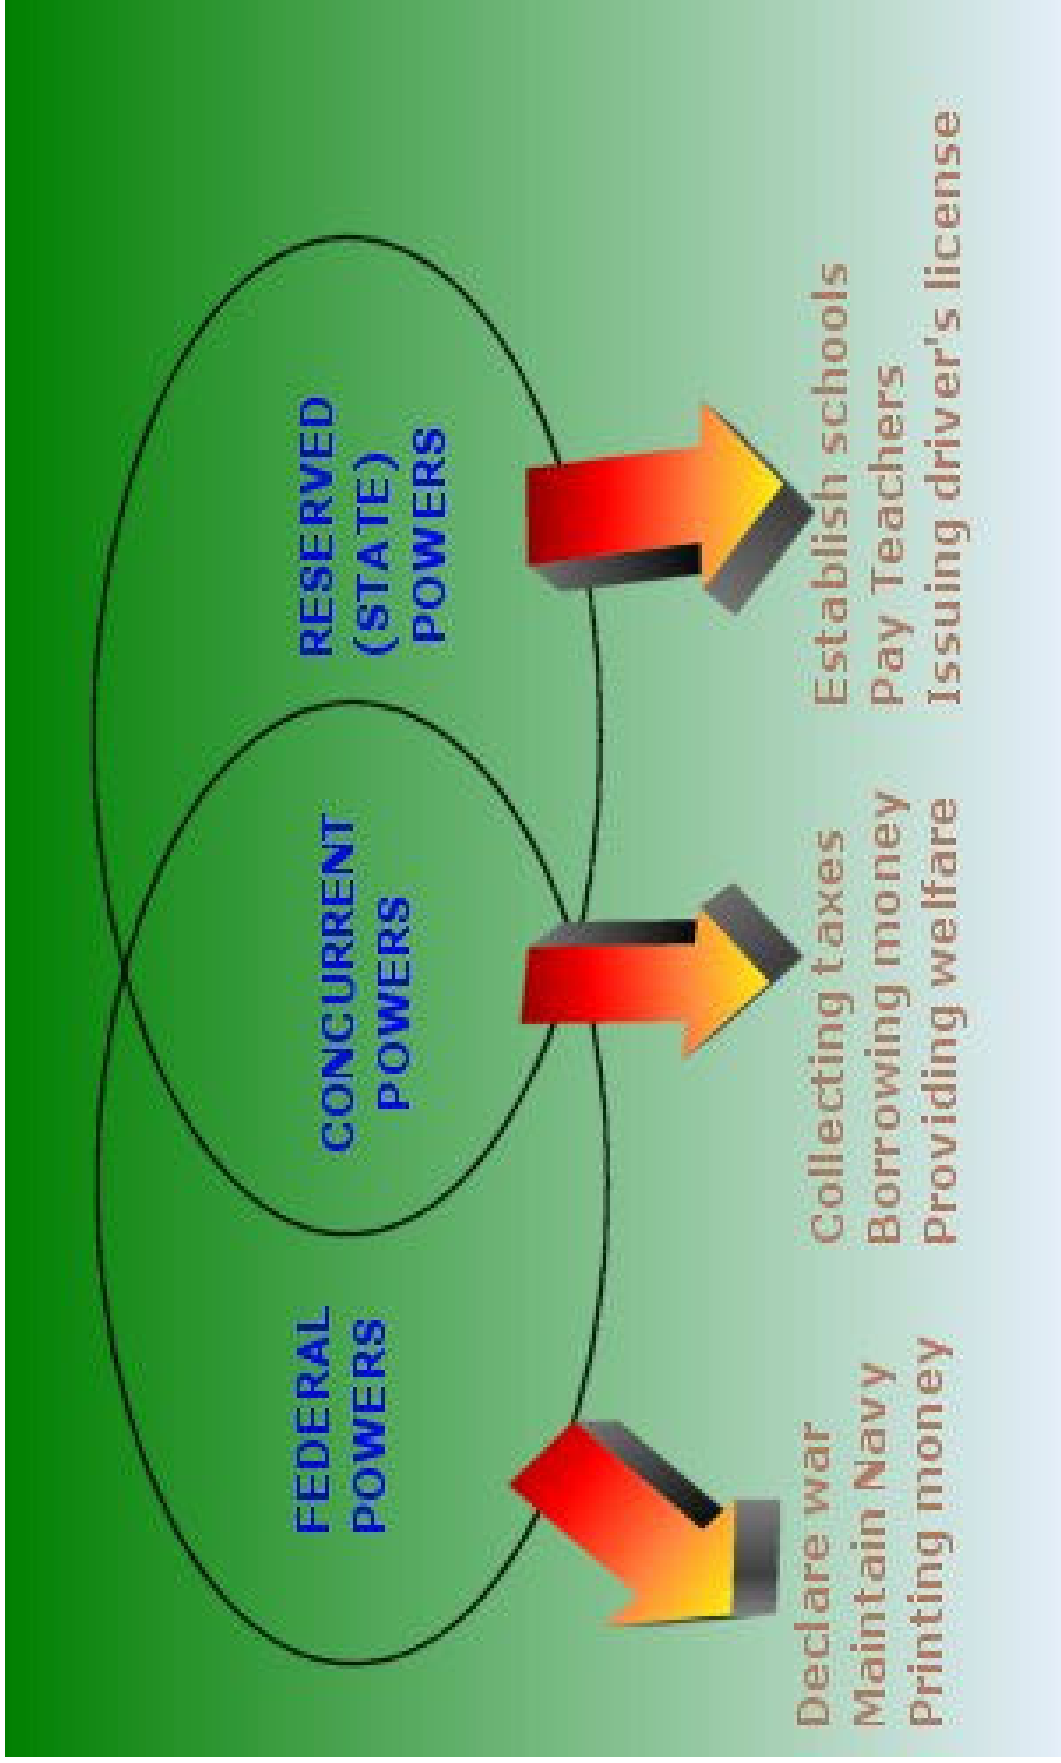 FEDERAL
POWERS
CONCURRENT
POWERS
RESERVED
(STATE)
POWERS
Declare war
Maintain Navy
Printing money
Collecting taxes
Borrowing money
Providing welfare
Establish schools
Pay Teachers
Issuing driver's license